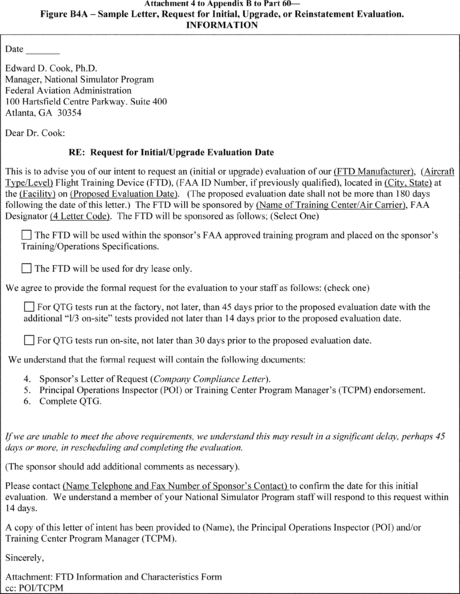 Attachment 4 to Appendix B to Part 60—
Figure B4A – Sample Letter, Request for Initial, Upgrade, or Reinstatement Evaluation.
INFORMATION
Date _______
Edward D. Cook, Ph.D.
Manager, National Simulator Program
Federal Aviation Administration
100 Hartsfield Centre Parkway. Suite 400
Atlanta, GA  30354
Dear Dr. Cook:
RE:  Request for Initial/Upgrade Evaluation Date
This is to advise you of our intent to request an (initial or upgrade) evaluation of our (FTD Manufacturer),  (Aircraft
Type/Level) Flight Training Device (FTD), (FAA ID Number, if previously qualified), located in (City, State) at
the (Facility) on (Proposed Evaluation Date).  (The proposed evaluation date shall not be more than 180 days
following the date of this letter.)  The FTD will be sponsored by (Name of Training Center/Air Carrier), FAA
Designator (4 Letter Code).  The FTD will be sponsored as follows; (Select One)
The FTD will be used within the sponsor's FAA approved training program and placed on the sponsor's
Training/Operations Specifications.
The FTD will be used for dry lease only.
We agree to provide the formal request for the evaluation to your staff as follows: (check one)
For QTG tests run at the factory, not later, than 45 days prior to the proposed evaluation date with the
additional "l/3 on-site" tests provided not later than 14 days prior to the proposed evaluation date.
For QTG tests run on-site, not later than 30 days prior to the proposed evaluation date.
We understand that the formal request will contain the following documents:
4.  Sponsor's Letter of Request (Company Compliance Letter).
5.  Principal Operations Inspector (POI) or Training Center Program Manager's (TCPM) endorsement.
6.  Complete QTG.
If we are unable to meet the above requirements, we understand this may result in a significant delay, perhaps 45
days or more, in rescheduling and completing the evaluation.
(The sponsor should add additional comments as necessary).
Please contact (Name Telephone and Fax Number of Sponsor's Contact) to confirm the date for this initial
evaluation.  We understand a member of your National Simulator Program staff will respond to this request within
14 days.
A copy of this letter of intent has been provided to (Name), the Principal Operations Inspector (POI) and/or
Training Center Program Manager (TCPM).
Sincerely,
Attachment: FTD Information and Characteristics Form
cc: POI/TCPM